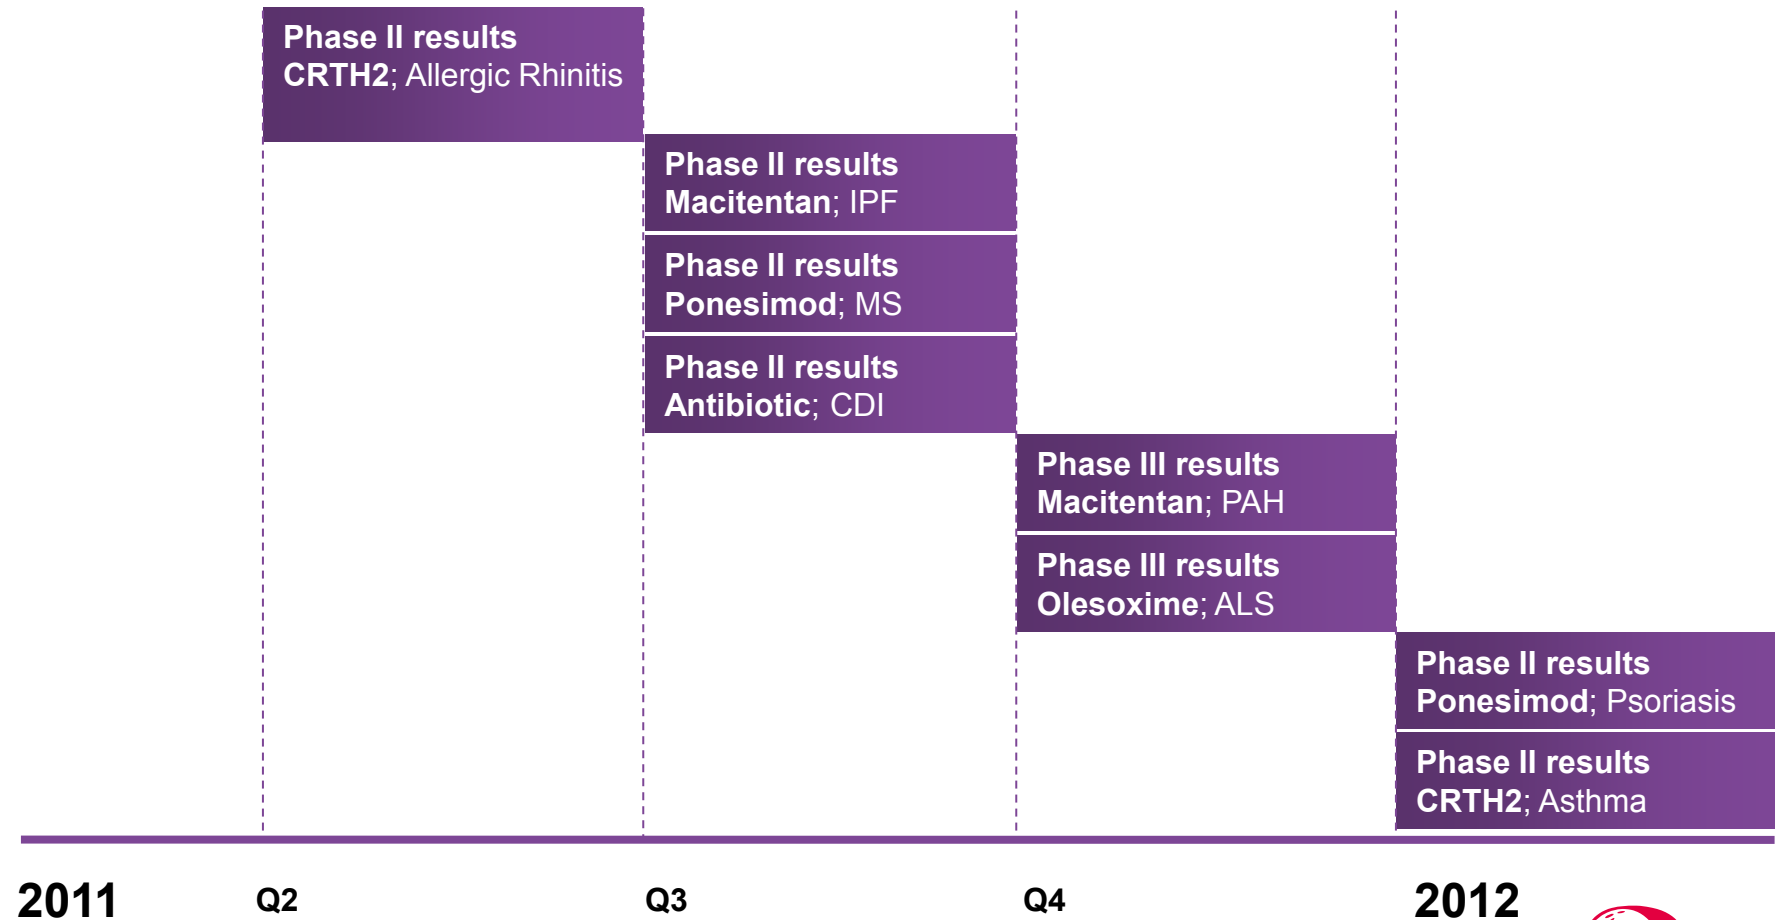 Phase II results
CRTH2; Allergic Rhinitis
Phase II results
Macitentan; IPF
Phase II results
Ponesimod; MS
Phase II results
Antibiotic; CDI
Phase III results
Macitentan; PAH
Phase III results
Olesoxime; ALS
Phase II results
Ponesimod; Psoriasis
Phase II results
CRTH2; Asthma
2011 Q2 Q3 Q4 2012